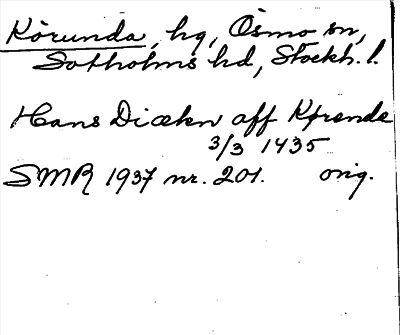 Körunda, hg, Ösmo sn,
Sotholms hd, Stockh. l.
Hans Diækn aff Kørende
3/3 1435
SMR 1937 nr. 201. orig.